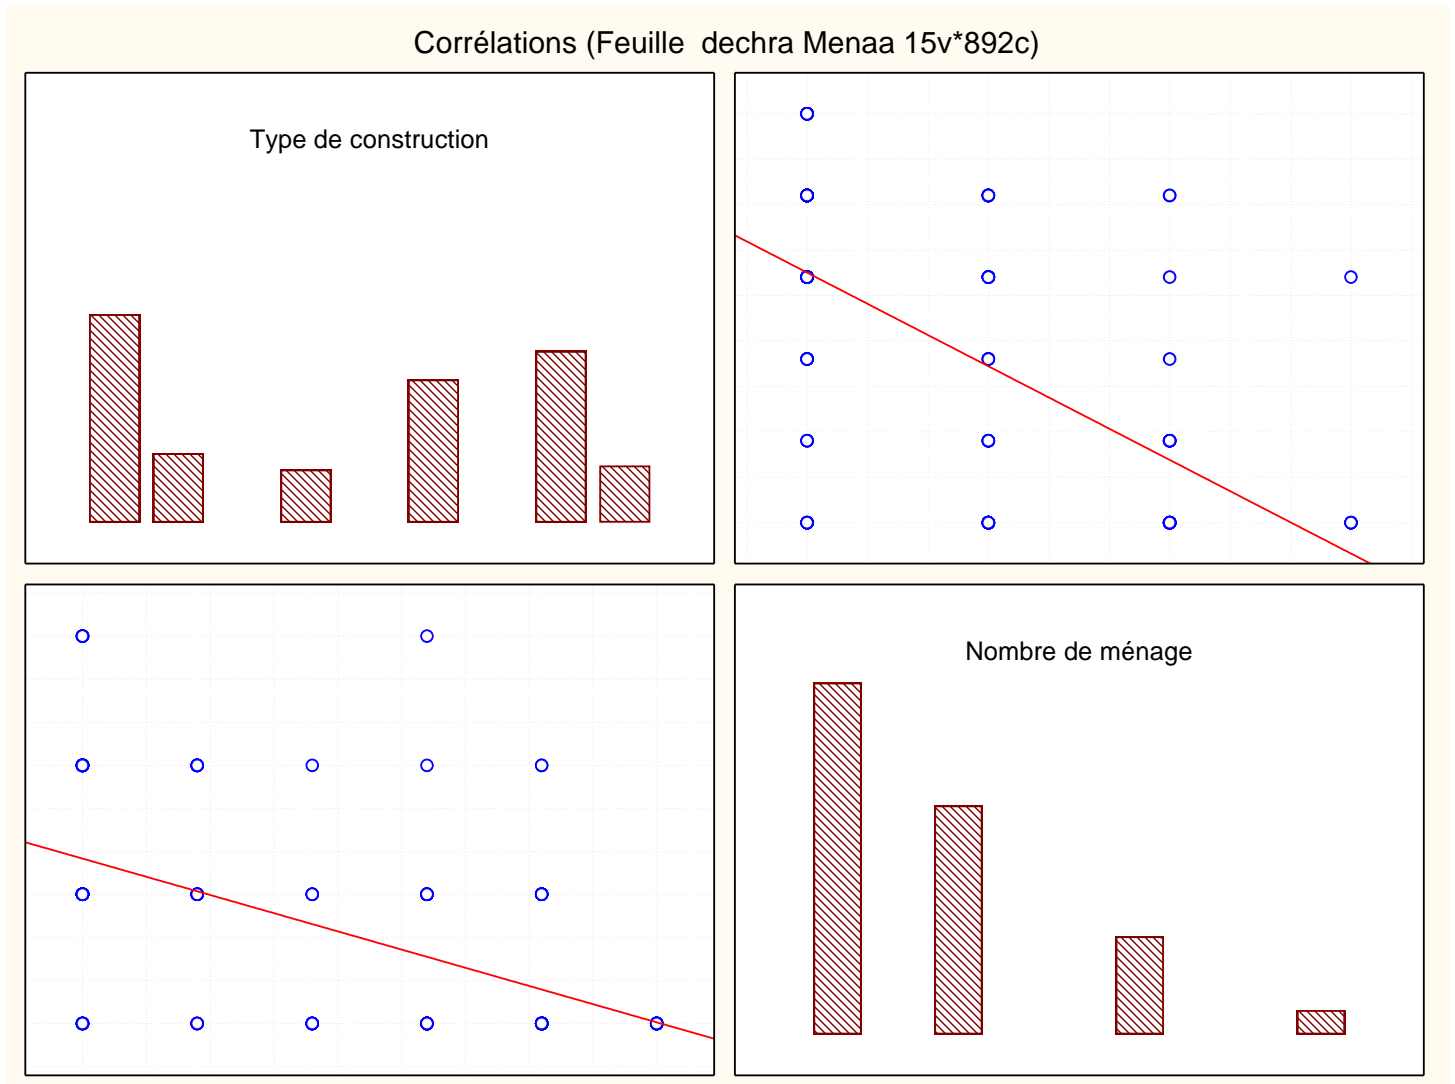 Corrélations (Feuille  dechra Menaa 15v*892c)
Type de construction
Nombre de ménage